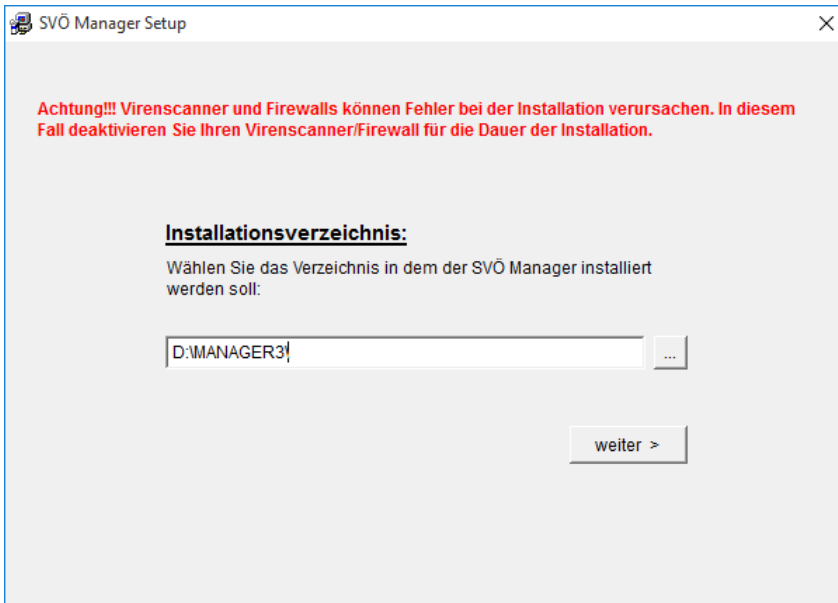 SVÖ Manager Setup
Achtung!!! Virenscanner und Firewalls können Fehler bei der Installation verursachen. In diesem
Fall deaktivieren Sie Ihren Virenscanner/Firewall für die Dauer der Installation.
Installationsverzeichnis:
Wählen Sie das Verzeichnis in dem der SVÖ Manager installiert
werden soll:
D:\MANAGER3\
...
weiter >